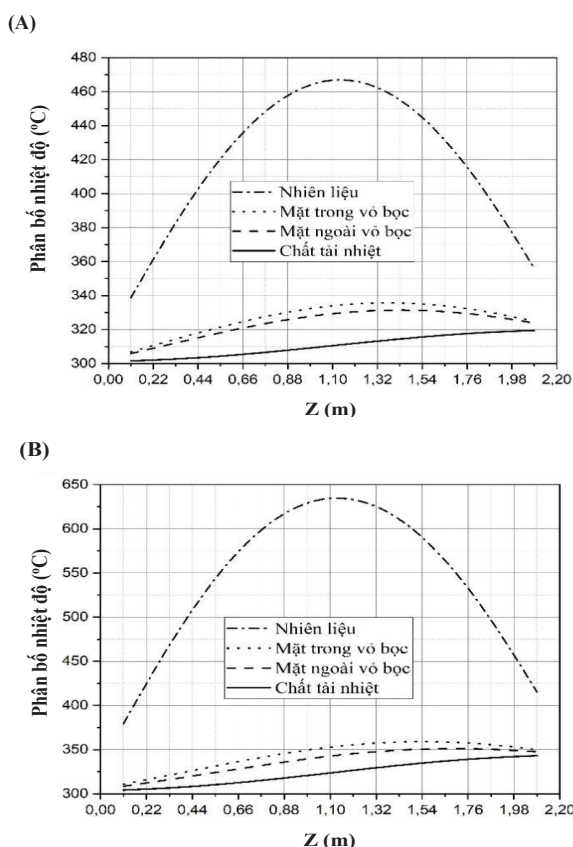 (A)
Phân bố nhiệt độ (ºC)
480
460
440
420
400
380
360
340
320
300
Nhiên liệu
Mặt trong vỏ bọc
Mặt ngoài vỏ bọc
Chất tải nhiệt
0,00 0,22 0,44 0,66 0,88 1,10 1,32 1,54 1,76 1,98 2,20
Z (m)
(B)
Phân bố nhiệt độ (ºC)
650
600
550
500
450
400
350
300
Nhiên liệu
Mặt trong vỏ bọc
Mặt ngoài vỏ bọc
Chất tải nhiệt
0,00 0,22 0,44 0,66 0,88 1,10 1,32 1,54 1,76 1,98 2,20
Z (m)